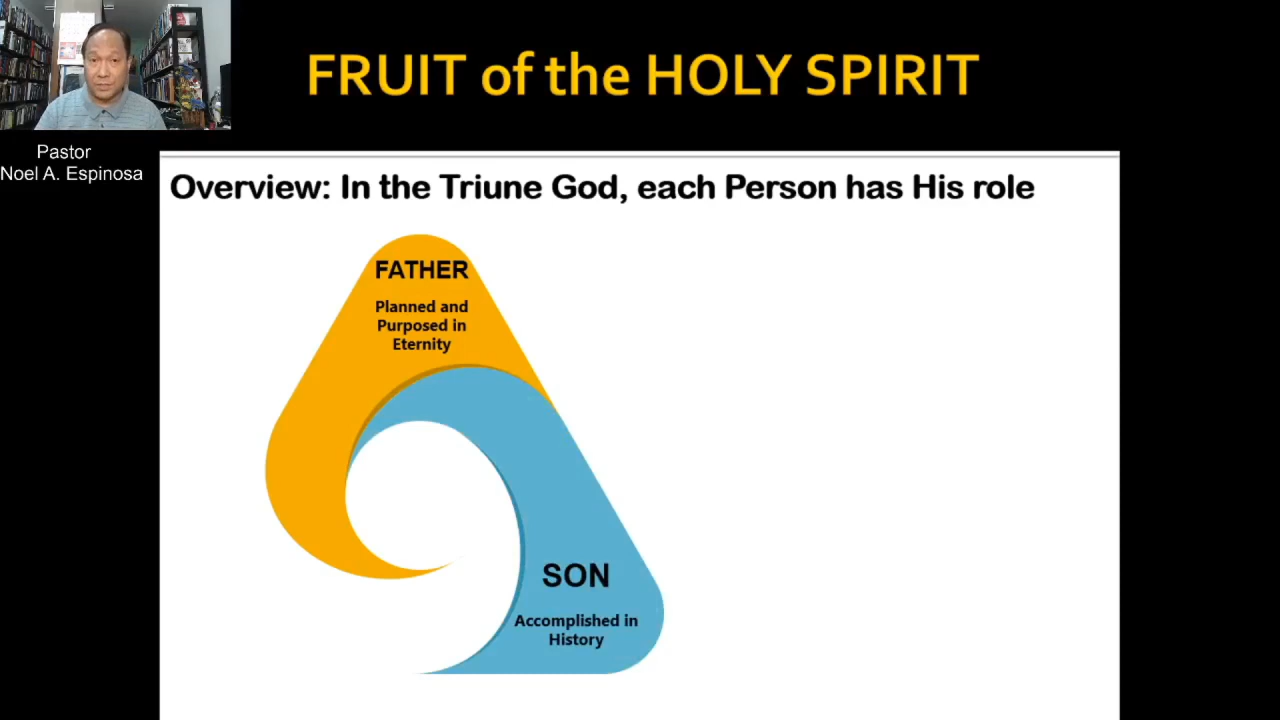 FRUIT of the HOLY SPIRIT
Pastor
Noel A. Espinosa
Overview: In the Triune God, each Person has His role
FATHER
Planned and
Purposed in
Eternity
SON
Accomplished in
History